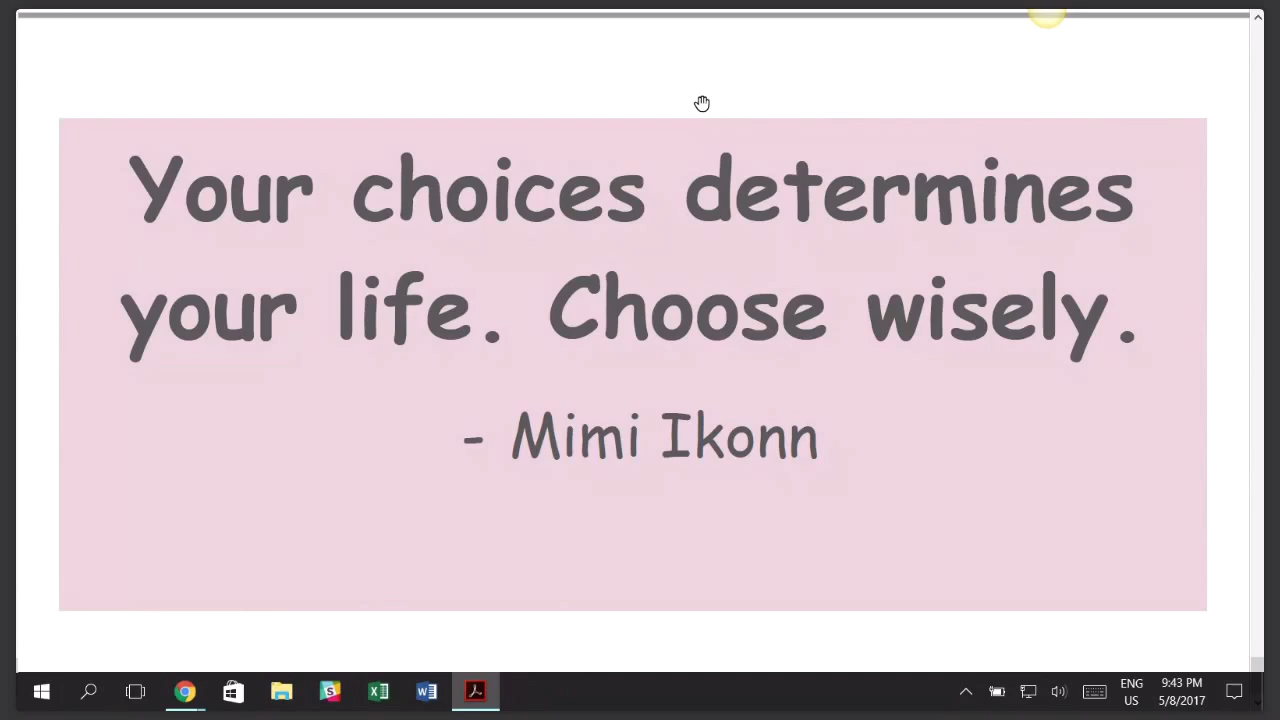 Your choices determines
your life. Choose wisely.
- Mimi Ikonn
ENG
US
9:43 PM
5/8/2017